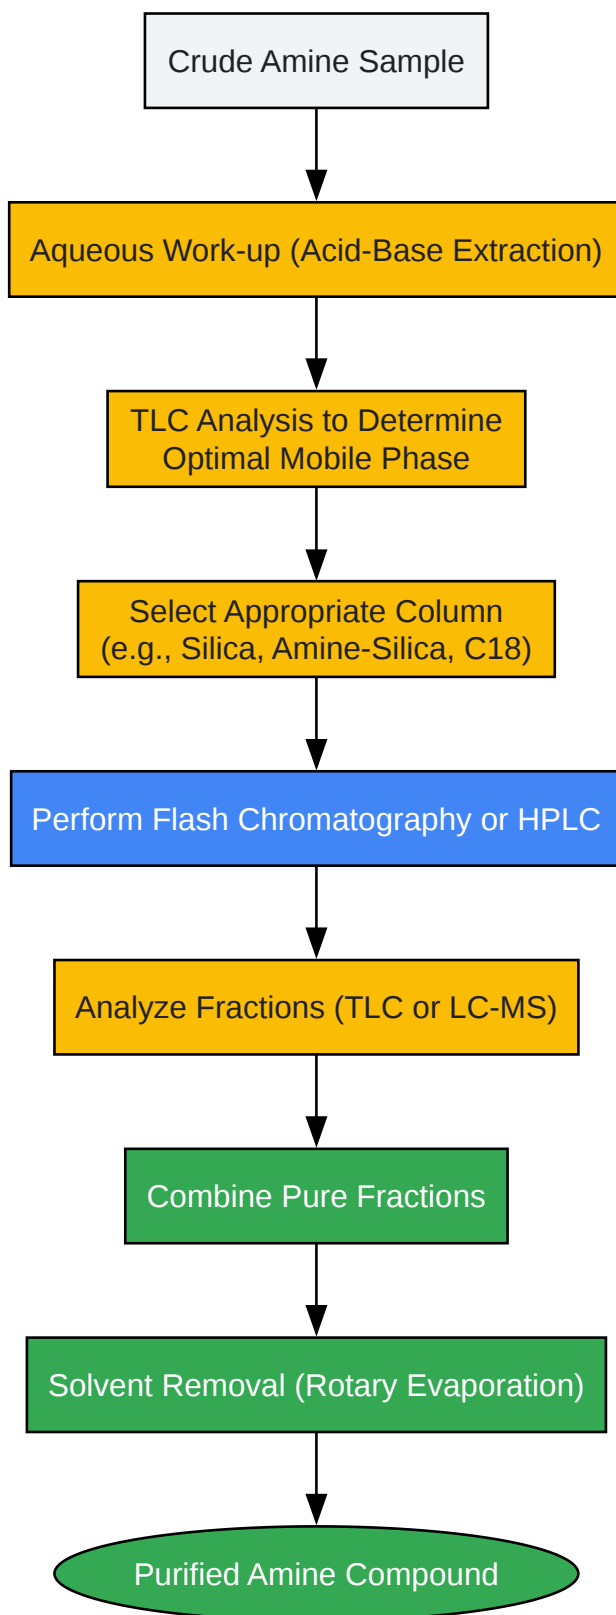 Crude Amine Sample
Aqueous Work-up (Acid-Base Extraction)
TLC Analysis to Determine
Optimal Mobile Phase
Select Appropriate Column
(e.g., Silica, Amine-Silica, C18)
Perform Flash Chromatography or HPLC
Analyze Fractions (TLC or LC-MS)
Combine Pure Fractions
Solvent Removal (Rotary Evaporation)
Purified Amine Compound